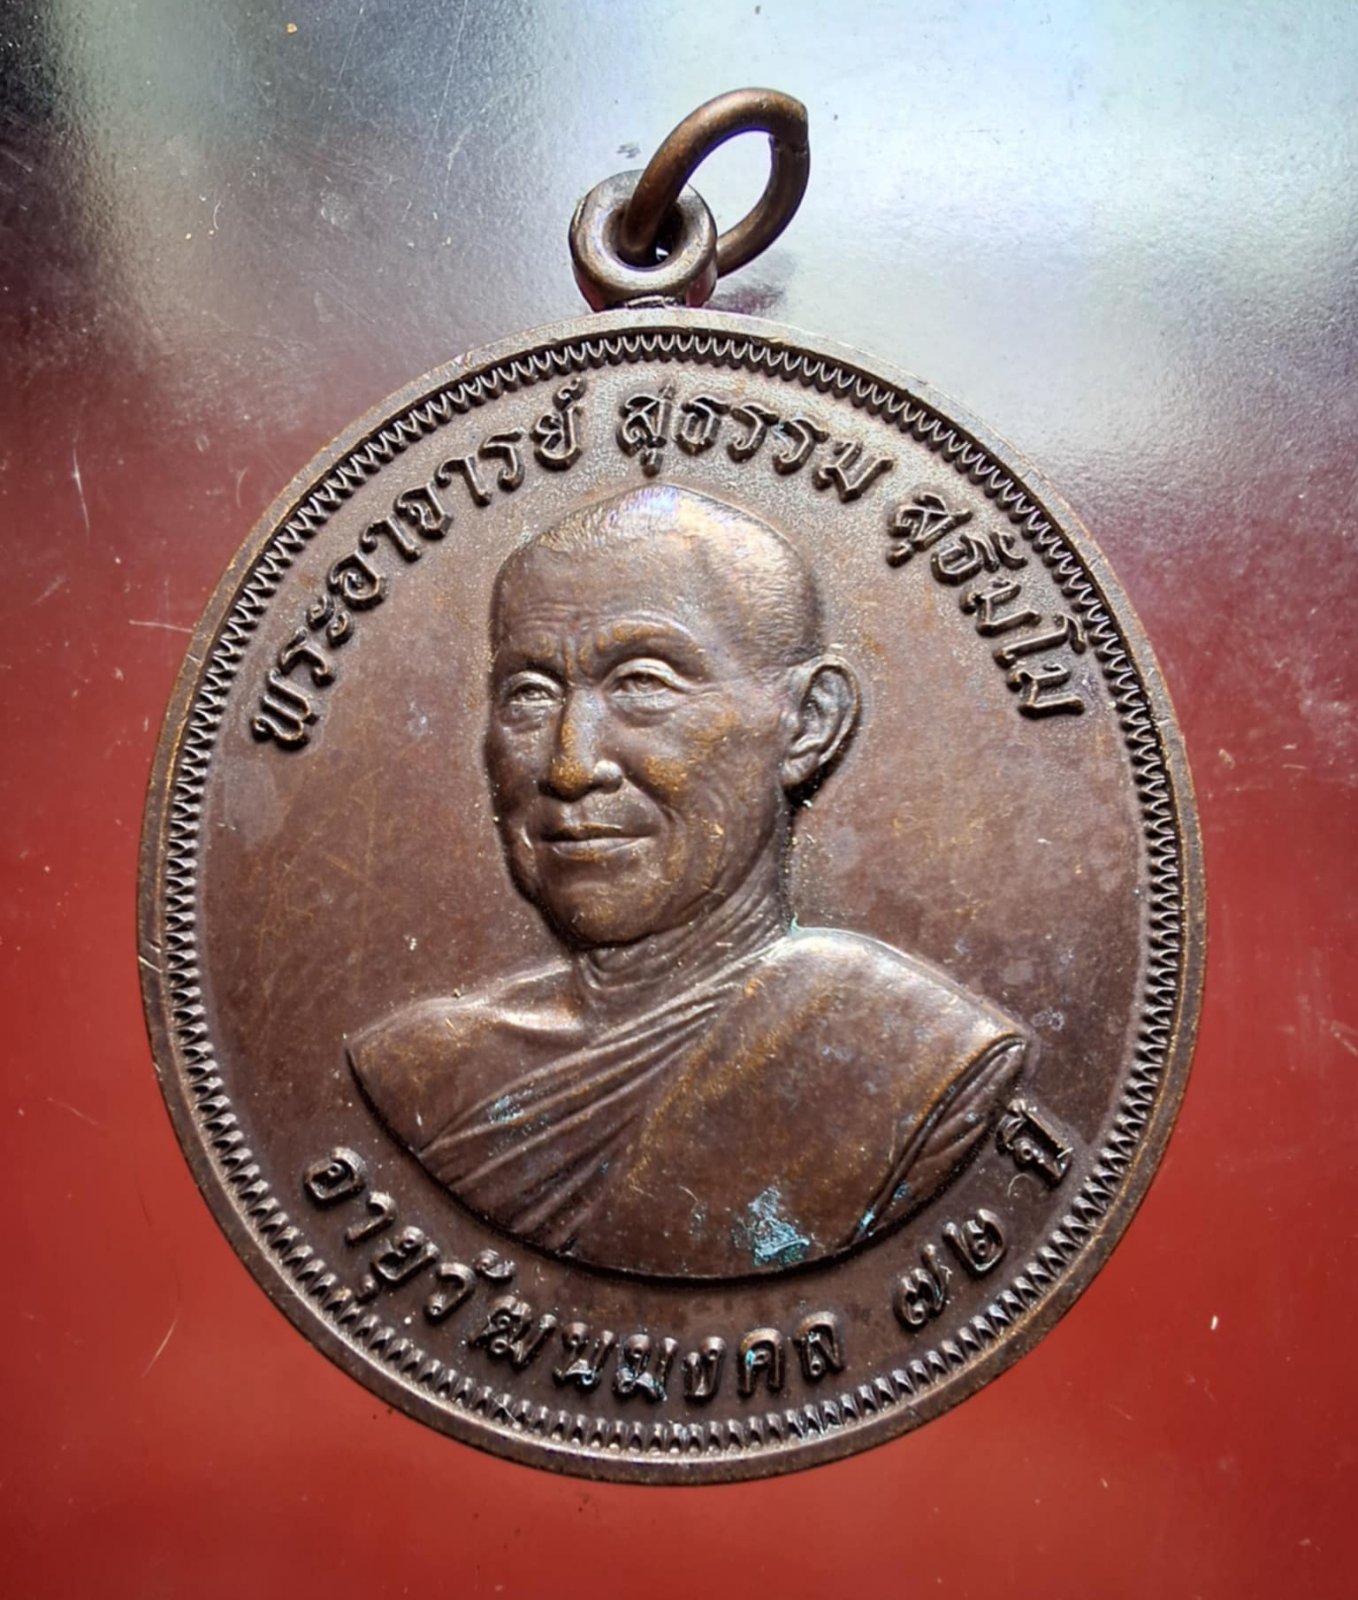 พระอาจารย์ สุธรรม สุธัมโม
อายุวัฒนมงคล ๗๒ ปี